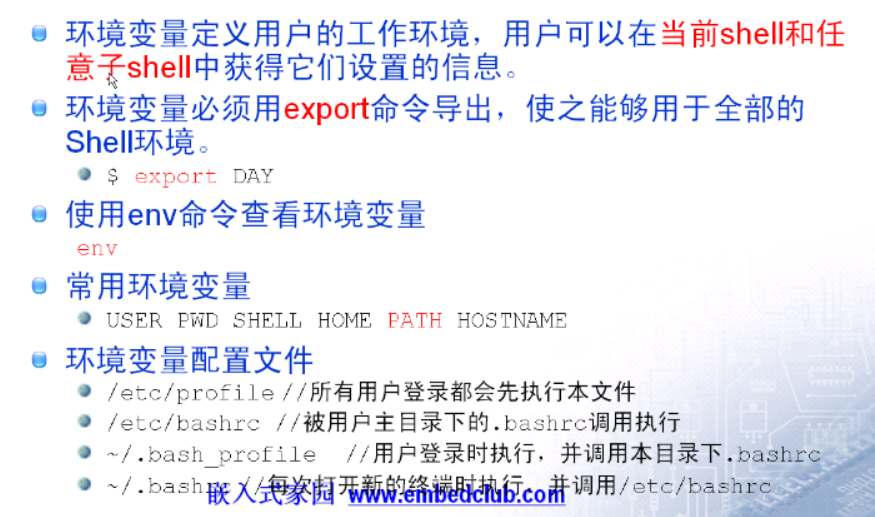 环境变量定义用户的工作环境，用户可以在当前shell和任
意子shell中获得它们设置的信息。
环境变量必须用export命令导出，使之能够用于全部的
Shell环境。
$ export DAY
使用env命令查看环境变量
env
常用环境变量
USER PWD SHELL HOME PATH HOSTNAME
环境变量配置文件
/etc/profile //所有用户登录都会先执行本文件
/etc/bashrc //被用户主目录下的.bashrc调用执行
~/.bash_profile //用户登录时执行，并调用本目录下.bashrc
~/.bashrc //每次打开新的终端时执行，并调用/etc/bashrc
嵌入式家园 www.embedclub.com